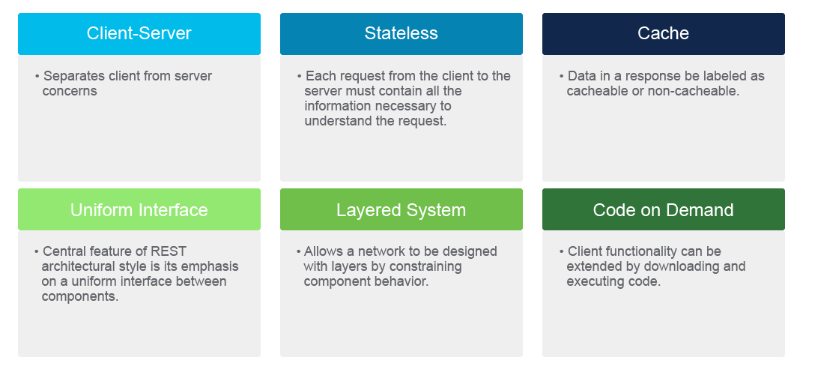 Client-Server
Stateless
Cache
• Separates client from server
concerns
• Each request from the client to the
server must contain all the
information necessary to
understand the request.
• Data in a response be labeled as
cacheable or non-cacheable.
Uniform Interface
Layered System
Code on Demand
• Central feature of REST
architectural style is its emphasis
on a uniform interface between
components.
• Allows a network to be designed
with layers by constraining
component behavior.
• Client functionality can be
extended by downloading and
executing code.